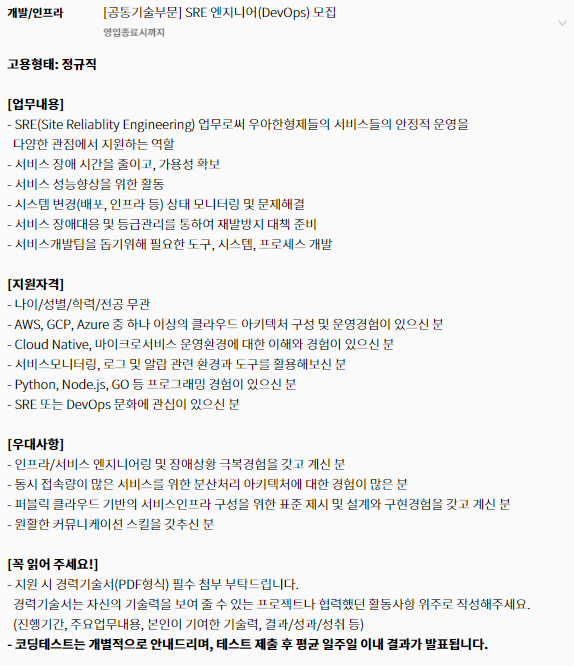 개발/인프라
[공통기술부문] SRE 엔지니어(DevOps) 모집
영업종료시까지
고용형태: 정규직
[업무내용]
- SRE(Site Reliablity Engineering) 업무로써 우아한형제들의 서비스들의 안정적 운영을
다양한 관점에서 지원하는 역할
- 서비스 장애 시간을 줄이고, 가용성 확보
- 서비스 성능향상을 위한 활동
- 시스템 변경(배포, 인프라 등) 상태 모니터링 및 문제해결
- 서비스 장애대응 및 등급관리를 통하여 재발방지 대책 준비
- 서비스개발팀을 돕기위해 필요한 도구, 시스템, 프로세스 개발
[지원자격]
- 나이/성별/학력/전공 무관
- AWS, GCP, Azure 중 하나 이상의 클라우드 아키텍처 구성 및 운영경험이 있으신 분
- Cloud Native, 마이크로서비스 운영환경에 대한 이해와 경험이 있으신 분
- 서비스모니터링, 로그 및 알람 관련 환경과 도구를 활용해보신 분
- Python, Node.js, GO 등 프로그래밍 경험이 있으신 분
- SRE 또는 DevOps 문화에 관심이 있으신 분
[우대사항]
- 인프라/서비스 엔지니어링 및 장애상황 극복경험을 갖고 계신 분
- 동시 접속량이 많은 서비스를 위한 분산처리 아키텍처에 대한 경험이 많은 분
- 퍼블릭 클라우드 기반의 서비스인프라 구성을 위한 표준 제시 및 설계와 구현경험을 갖고 계신 분
- 원활한 커뮤니케이션 스킬을 갖추신 분
[꼭 읽어 주세요!]
- 지원 시 경력기술서(PDF형식) 필수 첨부 부탁드립니다.
경력기술서는 자신의 기술력을 보여 줄 수 있는 프로젝트나 협력했던 활동사항 위주로 작성해주세요.
(진행기간, 주요업무내용, 본인이 기여한 기술력, 결과/성과/성취 등)
- 코딩테스트는 개별적으로 안내드리며, 테스트 제출 후 평균 일주일 이내 결과가 발표됩니다.